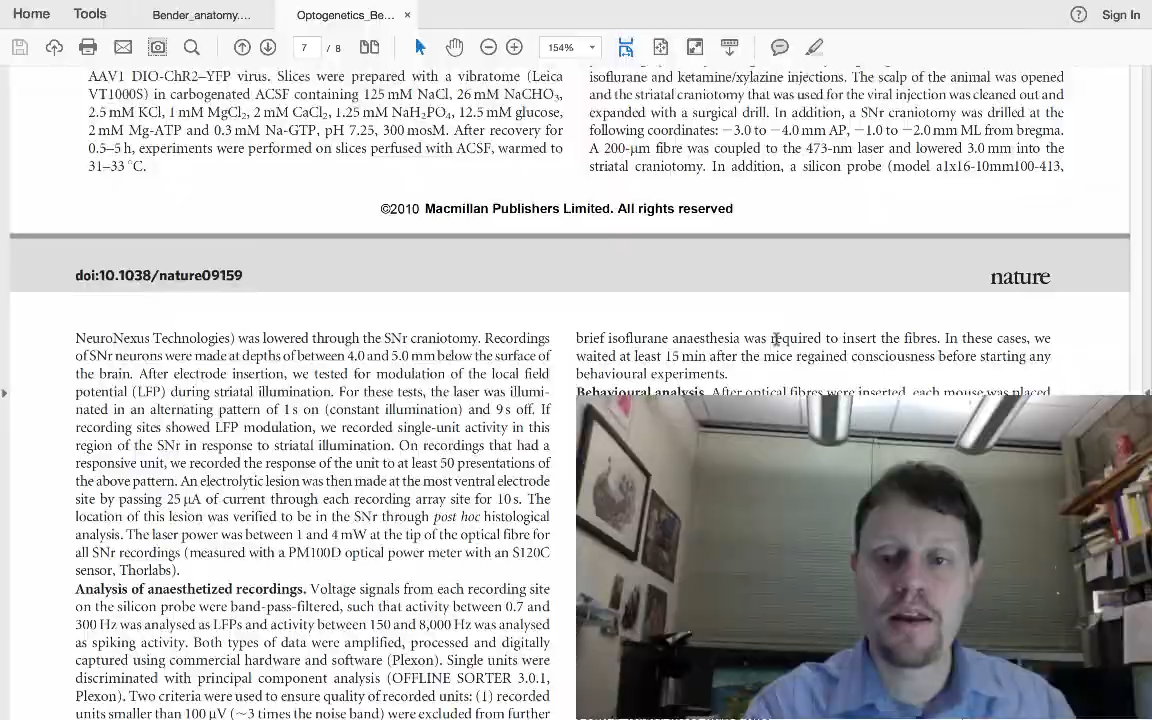 Home Tools Bender_anatomy.... Optogenetics_Be... × Sign In
7 / 8 154%
AAV1 DIO-ChR2–YFP virus. Slices were prepared with a vibratome (Leica
VT1000S) in carbogenated ACSF containing 125 mM NaCl, 26 mM NaCHO3,
2.5 mM KCl, 1 mM MgCl2, 2 mM CaCl2, 1.25 mM NaH2PO4, 12.5 mM glucose,
2 mM Mg-ATP and 0.3 mM Na-GTP, pH 7.25, 300 mosM. After recovery for
0.5–5 h, experiments were performed on slices perfused with ACSF, warmed to
31–33 °C.
isoflurane and ketamine/xylazine injections. The scalp of the animal was opened
and the striatal craniotomy that was used for the viral injection was cleaned out and
expanded with a surgical drill. In addition, a SNr craniotomy was drilled at the
following coordinates: −3.0 to −4.0 mm AP, −1.0 to −2.0 mm ML from bregma.
A 200-μm fibre was coupled to the 473-nm laser and lowered 3.0 mm into the
striatal craniotomy. In addition, a silicon probe (model a1x16-10mm100-413,
©2010 Macmillan Publishers Limited. All rights reserved
doi:10.1038/nature09159
nature
NeuroNexus Technologies) was lowered through the SNr craniotomy. Recordings
of SNr neurons were made at depths of between 4.0 and 5.0 mm below the surface of
the brain. After electrode insertion, we tested for modulation of the local field
potential (LFP) during striatal illumination. For these tests, the laser was illumi-
nated in an alternating pattern of 1 s on (constant illumination) and 9 s off. If
recording sites showed LFP modulation, we recorded single-unit activity in this
region of the SNr in response to striatal illumination. On recordings that had a
responsive unit, we recorded the response of the unit to at least 50 presentations of
the above pattern. An electrolytic lesion was then made at the most ventral electrode
site by passing 25 μA of current through each recording array site for 10 s. The
location of this lesion was verified to be in the SNr through post hoc histological
analysis. The laser power was between 1 and 4 mW at the tip of the optical fibre for
all SNr recordings (measured with a PM100D optical power meter with an S120C
sensor, Thorlabs).
Analysis of anaesthetized recordings. Voltage signals from each recording site
on the silicon probe were band-pass-filtered, such that activity between 0.7 and
300 Hz was analysed as LFPs and activity between 150 and 8,000 Hz was analysed
as spiking activity. Both types of data were amplified, processed and digitally
captured using commercial hardware and software (Plexon). Single units were
discriminated with principal component analysis (OFFLINE SORTER 3.0.1,
Plexon). Two criteria were used to ensure quality of recorded units: (1) recorded
units smaller than 100 μV (~3 times the noise band) were excluded from further
brief isoflurane anaesthesia was required to insert the fibres. In these cases, we
waited at least 15 min after the mice regained consciousness before starting any
behavioural experiments.
Behavioural analysis. After optical fibres were inserted, each mouse was placed